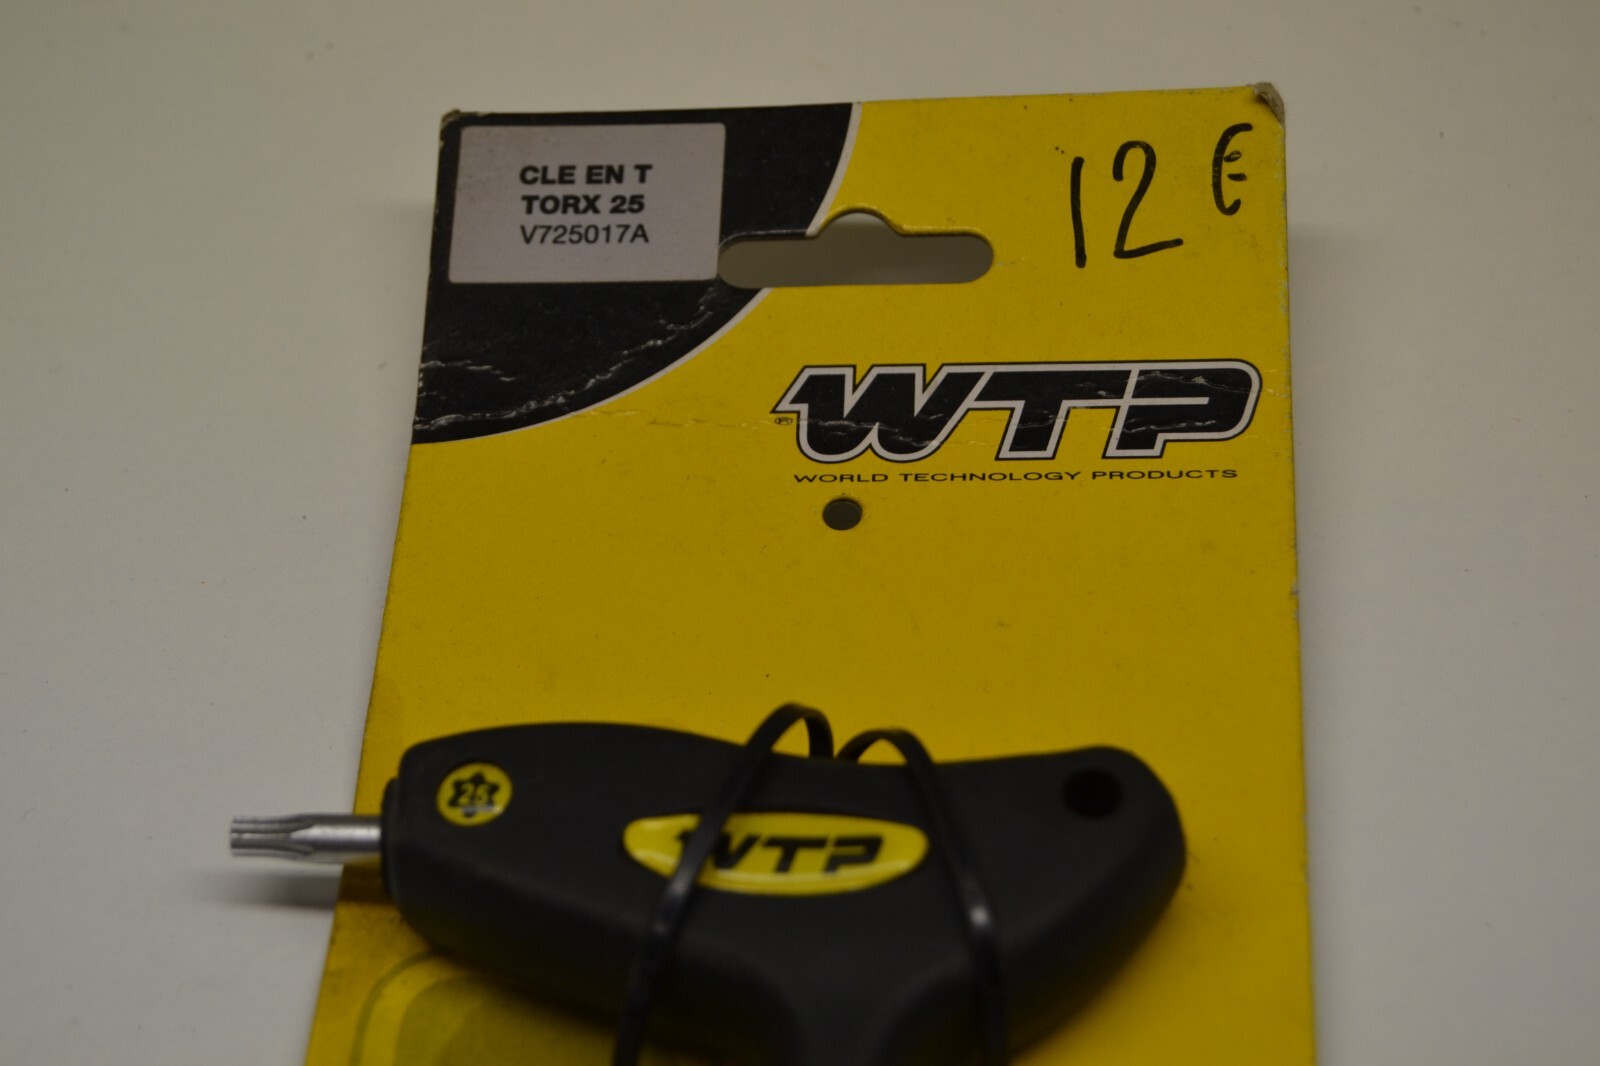 CLE EN T
TORX 25
V725017A
12 €
WTP
®
WORLD TECHNOLOGY PRODUCTS
25
WTP